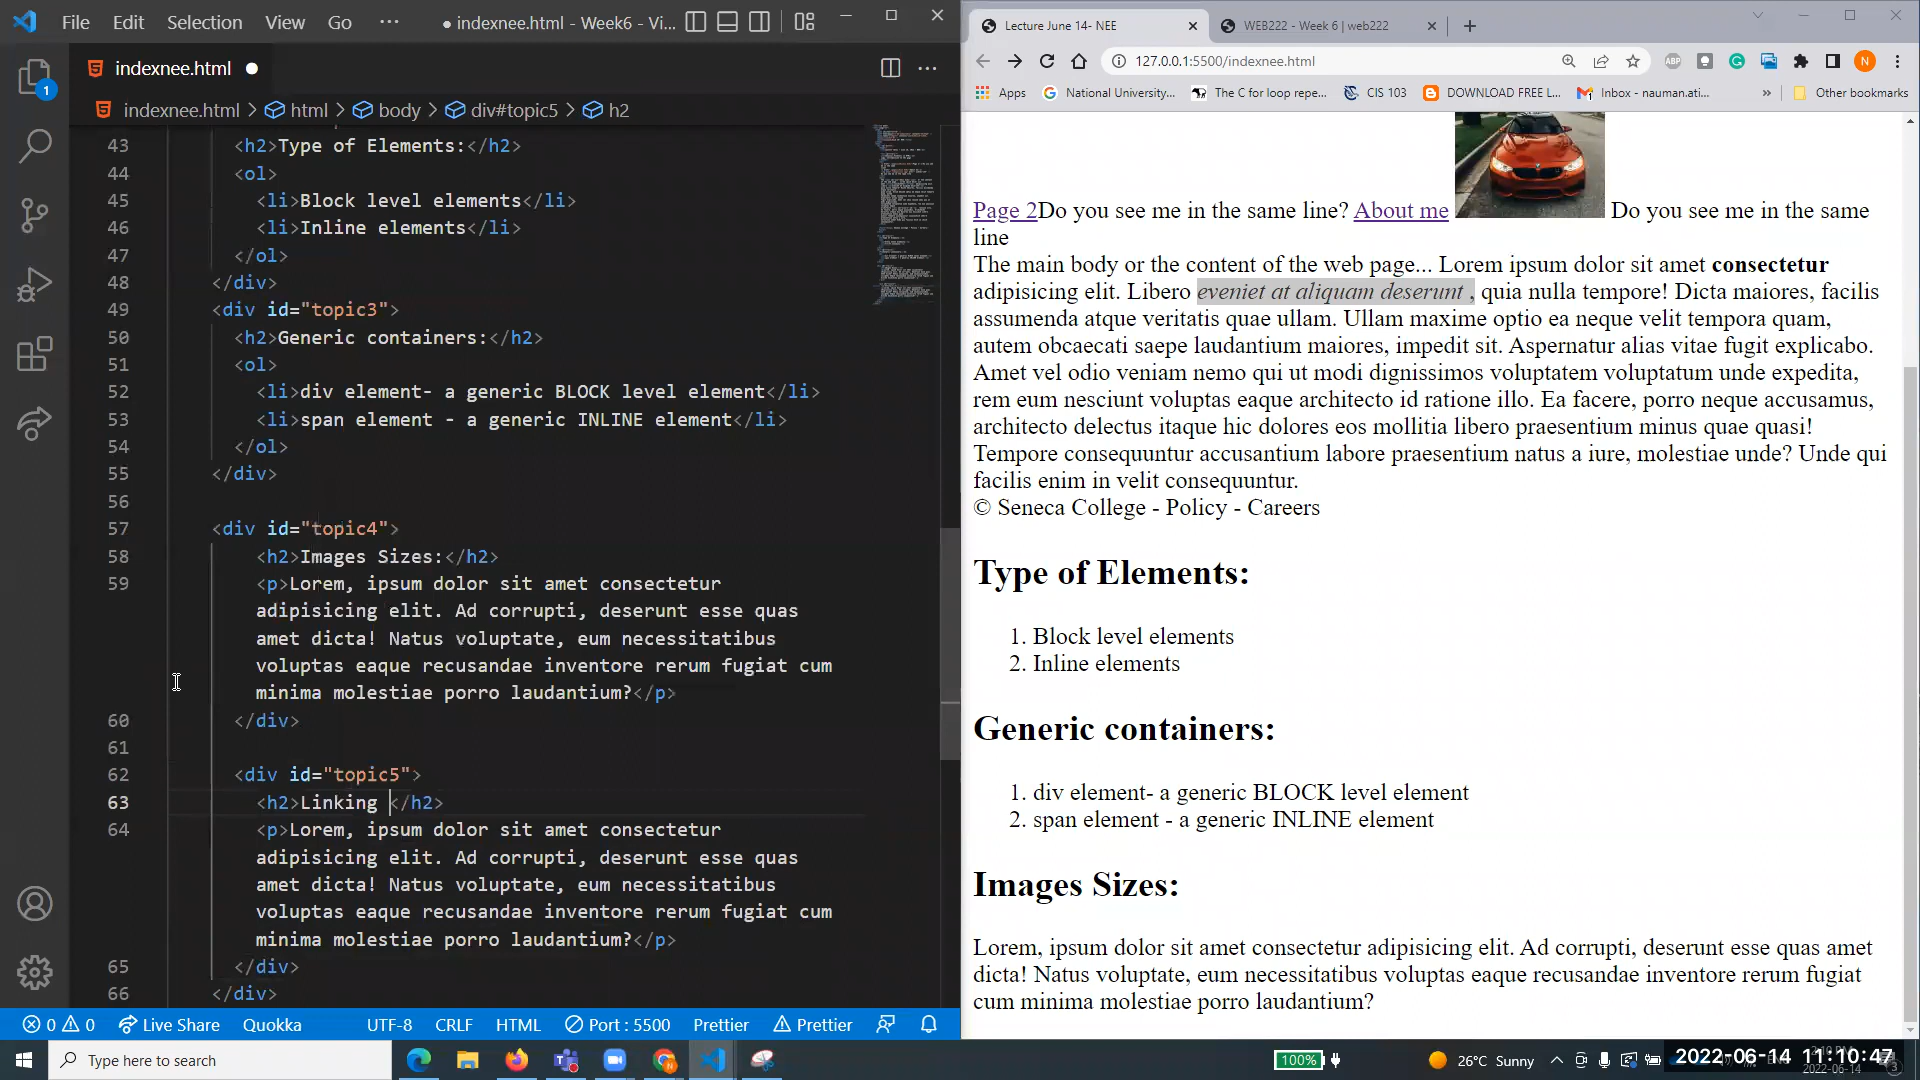 File Edit Selection View Go ··· ● indexnee.html - Week6 - Vi...
indexnee.html ●
indexnee.html > html > body > div#topic5 > h2
43 <h2>Type of Elements:</h2>
44 <ol>
45 <li>Block level elements</li>
46 <li>Inline elements</li>
47 </ol>
48 </div>
49 <div id="topic3">
50 <h2>Generic containers:</h2>
51 <ol>
52 <li>div element- a generic BLOCK level element</li>
53 <li>span element - a generic INLINE element</li>
54 </ol>
55 </div>
56
57 <div id="topic4">
58 <h2>Images Sizes:</h2>
59 <p>Lorem, ipsum dolor sit amet consectetur
adipisicing elit. Ad corrupti, deserunt esse quas
amet dicta! Natus voluptate, eum necessitatibus
voluptas eaque recusandae inventore rerum fugiat cum
minima molestiae porro laudantium?</p>
60 </div>
61
62 <div id="topic5">
63 <h2>Linking </h2>
64 <p>Lorem, ipsum dolor sit amet consectetur
adipisicing elit. Ad corrupti, deserunt esse quas
amet dicta! Natus voluptate, eum necessitatibus
voluptas eaque recusandae inventore rerum fugiat cum
minima molestiae porro laudantium?</p>
65 </div>
66 </div>
1
0 0 Live Share Quokka UTF-8 CRLF HTML Port : 5500 Prettier Prettier
Lecture June 14- NEE WEB222 - Week 6 | web222
127.0.0.1:5500/indexnee.html
ABP N
Apps National University... The C for loop repe... CIS 103 DOWNLOAD FREE L... Inbox - nauman.ati... » Other bookmarks
Page 2Do you see me in the same line? About me Do you see me in the same
line
The main body or the content of the web page... Lorem ipsum dolor sit amet consectetur
adipisicing elit. Libero eveniet at aliquam deserunt , quia nulla tempore! Dicta maiores, facilis
assumenda atque veritatis quae ullam. Ullam maxime optio ea neque velit tempora quam,
autem obcaecati saepe laudantium maiores, impedit sit. Aspernatur alias vitae fugit explicabo.
Amet vel odio veniam nemo qui ut modi dignissimos voluptatem voluptatum unde expedita,
rem eum nesciunt voluptas eaque architecto id ratione illo. Ea facere, porro neque accusamus,
architecto delectus itaque hic dolores eos mollitia libero praesentium minus quae quasi!
Tempore consequuntur accusantium labore praesentium natus a iure, molestiae unde? Unde qui
facilis enim in velit consequuntur.
© Seneca College - Policy - Careers
Type of Elements:
1. Block level elements
2. Inline elements
Generic containers:
1. div element- a generic BLOCK level element
2. span element - a generic INLINE element
Images Sizes:
Lorem, ipsum dolor sit amet consectetur adipisicing elit. Ad corrupti, deserunt esse quas amet
dicta! Natus voluptate, eum necessitatibus voluptas eaque recusandae inventore rerum fugiat
cum minima molestiae porro laudantium?
Type here to search
100% 26°C Sunny
2022-06-14 11:10:47
2022-06-14